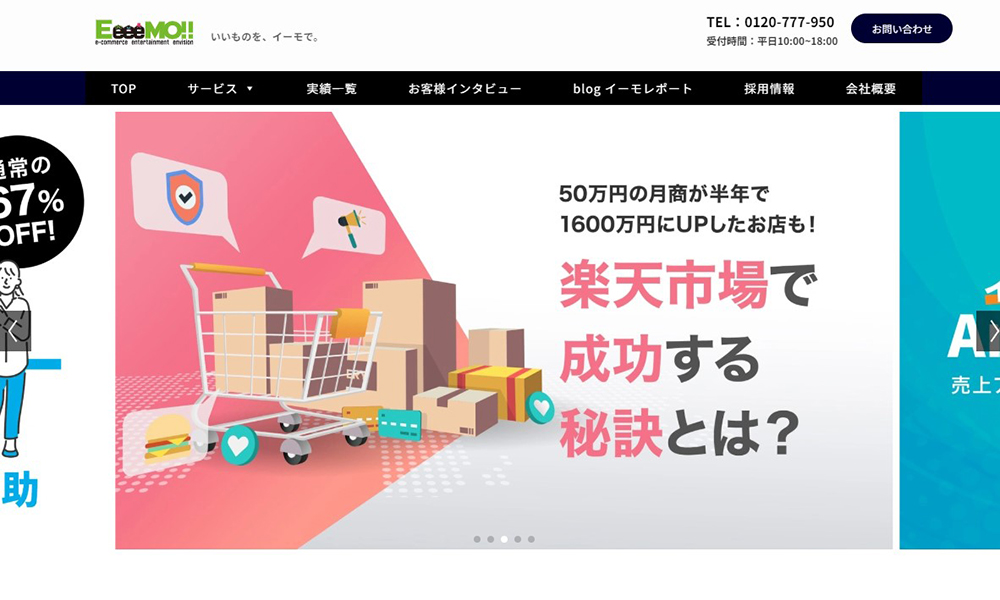 EeeeMO!!
e-commerce entertainment envision
いいものを、イーモで。
TEL：0120-777-950
受付時間：平日10:00~18:00
お問い合わせ
TOP
サービス ▼
実績一覧
お客様インタビュー
blog イーモレポート
採用情報
会社概要
通常の
67%
OFF!
助
50万円の月商が半年で
1600万円にUPしたお店も！
楽天市場で
成功する
秘訣とは？
売上